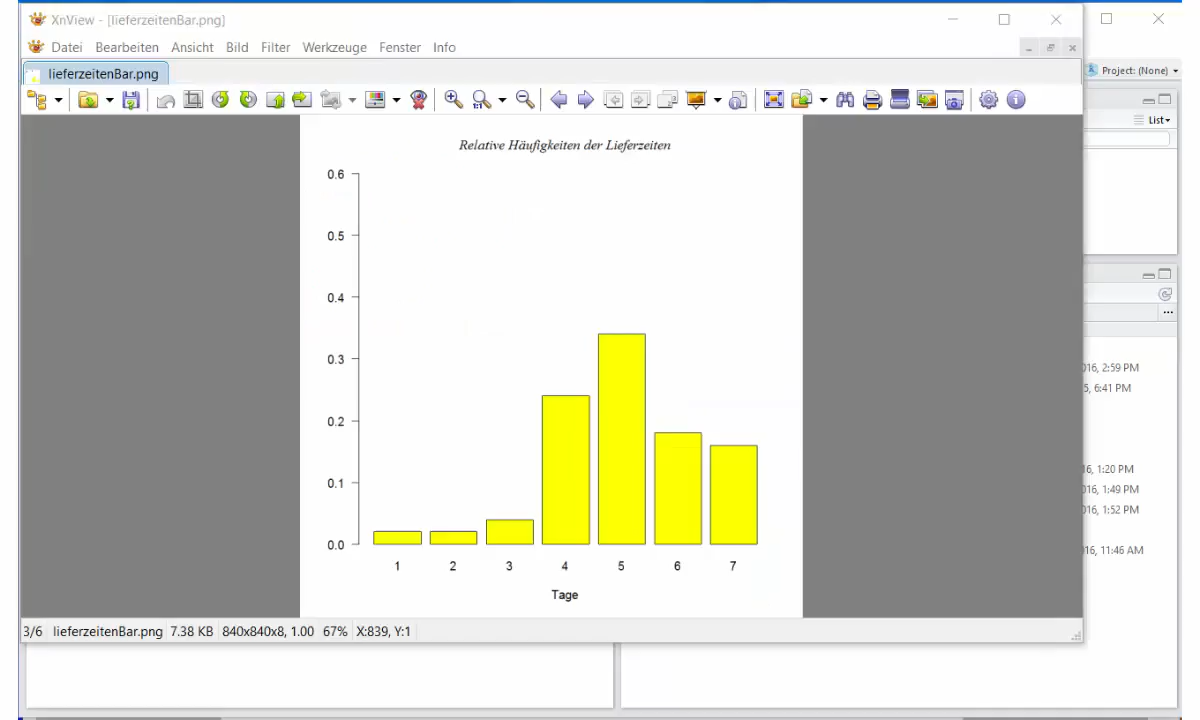 XnView - [lieferzeitenBar.png]
Datei Bearbeiten Ansicht Bild Filter Werkzeuge Fenster Info
Project: (None)
lieferzeitenBar.png
1:1
List
Relative Häufigkeiten der Lieferzeiten
0.6
0.5
0.4
0.3
0.2
0.1
0.0
1 2 3 4 5 6 7
Tage
016, 2:59 PM
5, 6:41 PM
16, 1:20 PM
016, 1:49 PM
016, 1:52 PM
16, 11:46 AM
3/6 lieferzeitenBar.png 7.38 KB 840x840x8, 1.00 67% X:839, Y:1